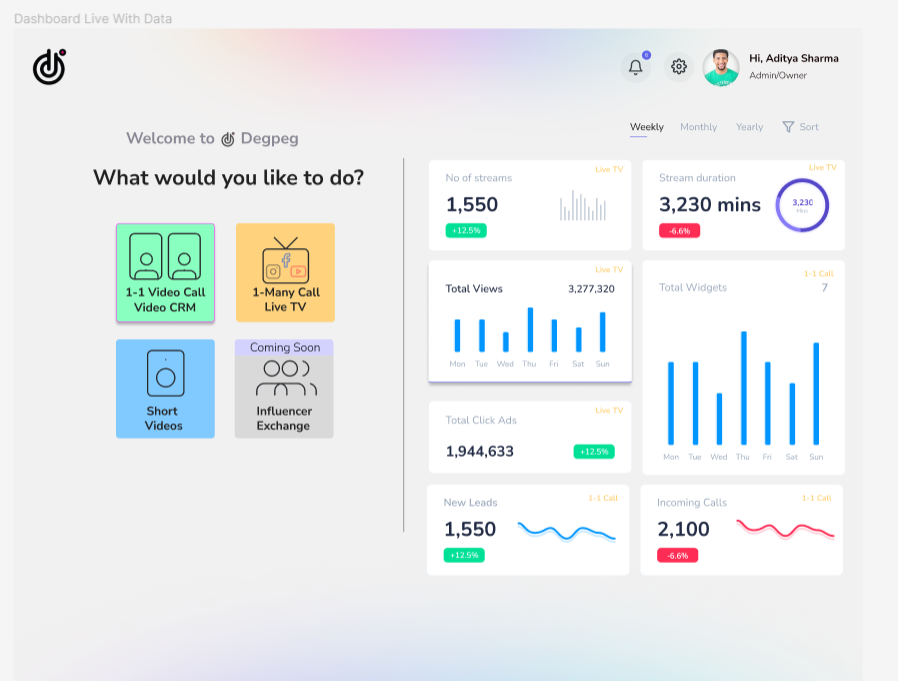 Dashboard Live With Data
Hi, Aditya Sharma
Admin/Owner
Welcome to Degpeg
What would you like to do?
1-1 Video Call
Video CRM
1-Many Call
Live TV
Short
Videos
Coming Soon
Influencer
Exchange
Weekly Monthly Yearly Sort
Live TV
No of streams
1,550
+12.5%
Live TV
Stream duration
3,230 mins
-6.6%
3,230
Mins
Live TV
Total Views 3,277,320
Mon Tue Wed Thu Fri Sat Sun
1-1 Call
Total Widgets 7
Mon Tue Wed Thu Fri Sat Sun
Live TV
Total Click Ads
1,944,633 +12.5%
1-1 Call
New Leads
1,550
+12.5%
1-1 Call
Incoming Calls
2,100
-6.6%